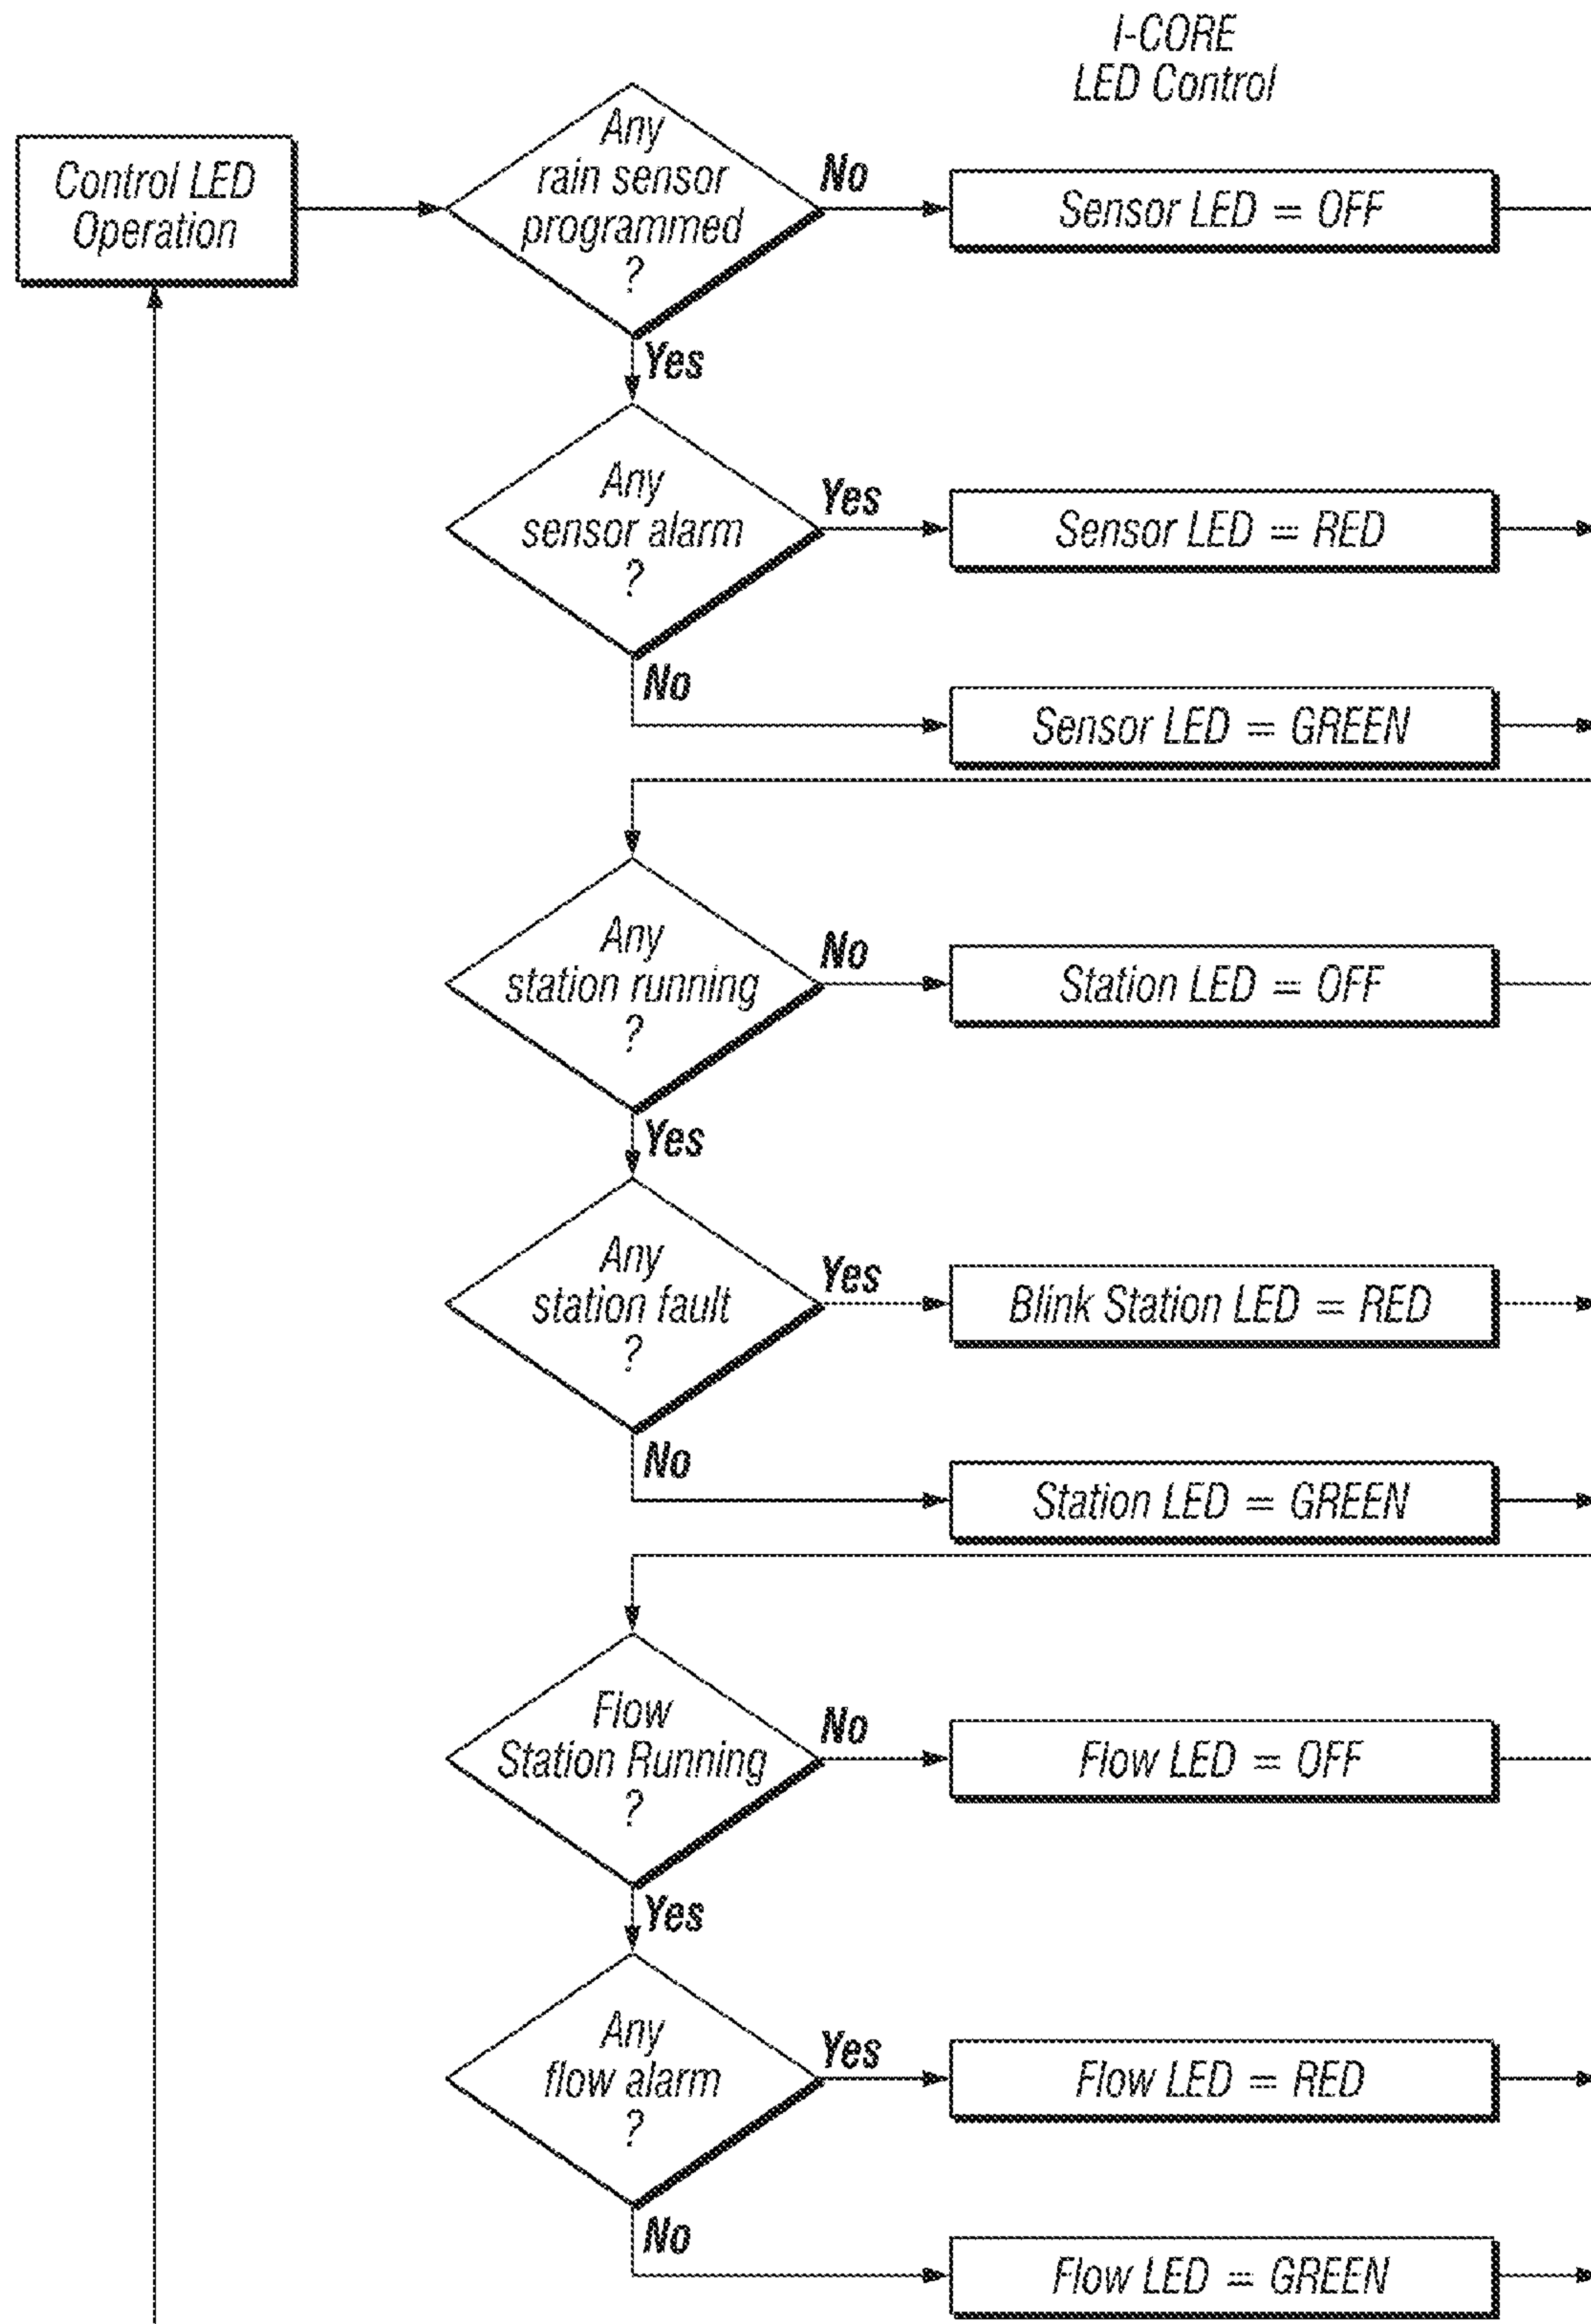 I-CORE
LED Control
Control LED
Operation
Any
rain sensor
programmed
?
No
Sensor LED = OFF
Yes
Any
sensor alarm
?
Yes
Sensor LED = RED
No
Sensor LED = GREEN
Any
station running
?
No
Station LED = OFF
Yes
Any
station fault
?
Yes
Blink Station LED = RED
No
Station LED = GREEN
Flow
Station Running
?
No
Flow LED = OFF
Yes
Any
flow alarm
?
Yes
Flow LED = RED
No
Flow LED = GREEN